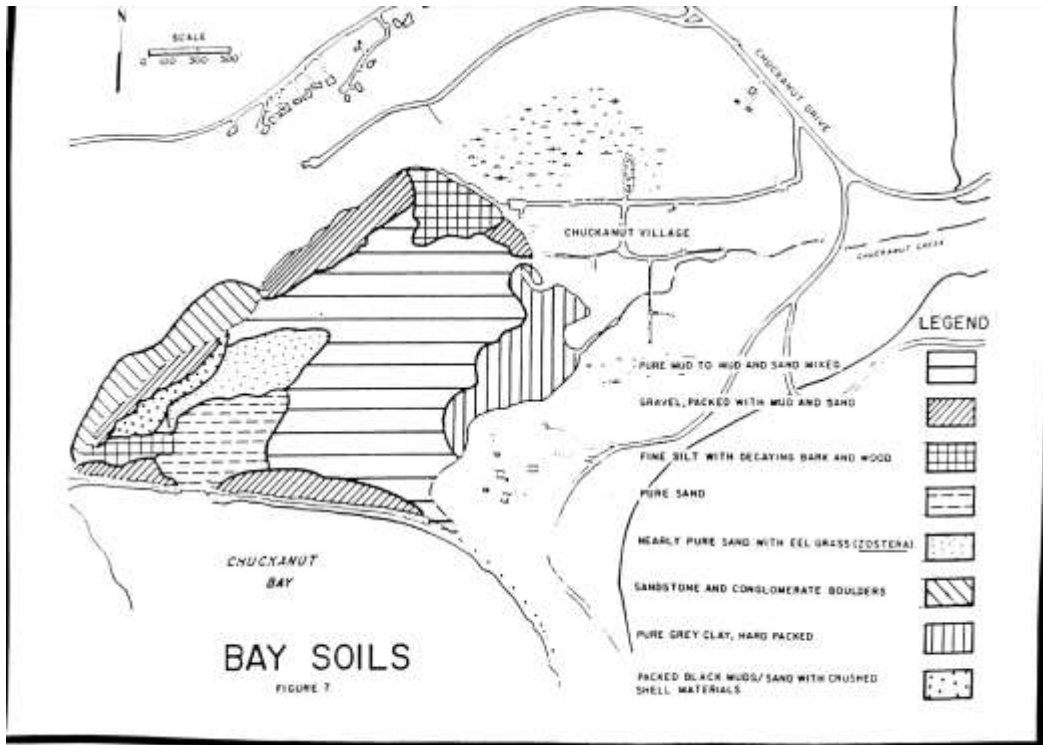 N
SCALE
0 100 300 500
CHUCKANUT DRIVE
CHUCKANUT VILLAGE
CHUCKANUT CREEK
LEGEND
PURE MUD TO MUD AND SAND MIXED
GRAVEL, PACKED WITH MUD AND SAND
FINE SILT WITH DECAYING BARK AND WOOD
PURE SAND
NEARLY PURE SAND WITH EEL GRASS (ZOSTERA)
SANDSTONE AND CONGLOMERATE BOULDERS
PURE GREY CLAY, HARD PACKED
PACKED BLACK MUDS/SAND WITH CRUSHED
SHELL MATERIALS
CHUCKANUT
BAY
BAY SOILS
FIGURE 7